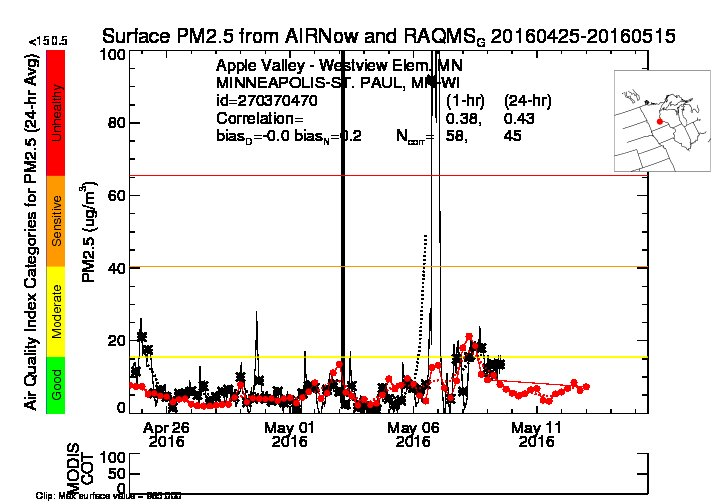 Surface PM2.5 from AIRNow and RAQMS_G 20160425-20160515
<150.5
Apple Valley - Westview Elem. MN
MINNEAPOLIS-ST. PAUL, MN-WI
id=270370470 (1-hr) (24-hr)
Correlation= 0.38, 0.43
bias_D=-0.0 bias_N=0.2 N_corr= 58, 45
Air Quality Index Categories for PM2.5 (24-hr Avg)
Unhealthy
Sensitive
Moderate
Good
PM2.5 (ug/m³)
100
80
60
40
20
0
Apr 26 May 01 May 06 May 11
2016 2016 2016 2016
MODIS
COT
100
50
0
Clip: Max surface value =